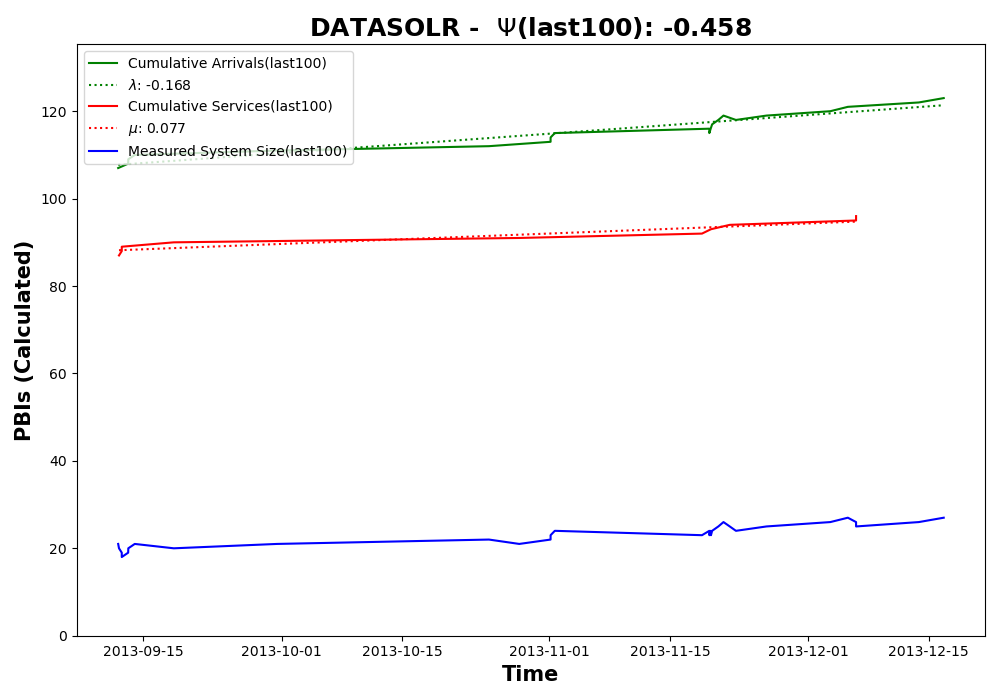 DATASOLR - Ψ(last100): -0.458
Cumulative Arrivals(last100)
λ: -0.168
Cumulative Services(last100)
μ: 0.077
Measured System Size(last100)
PBIs (Calculated)
120
100
80
60
40
20
0
2013-09-15 2013-10-01 2013-10-15 2013-11-01 2013-11-15 2013-12-01 2013-12-15
Time